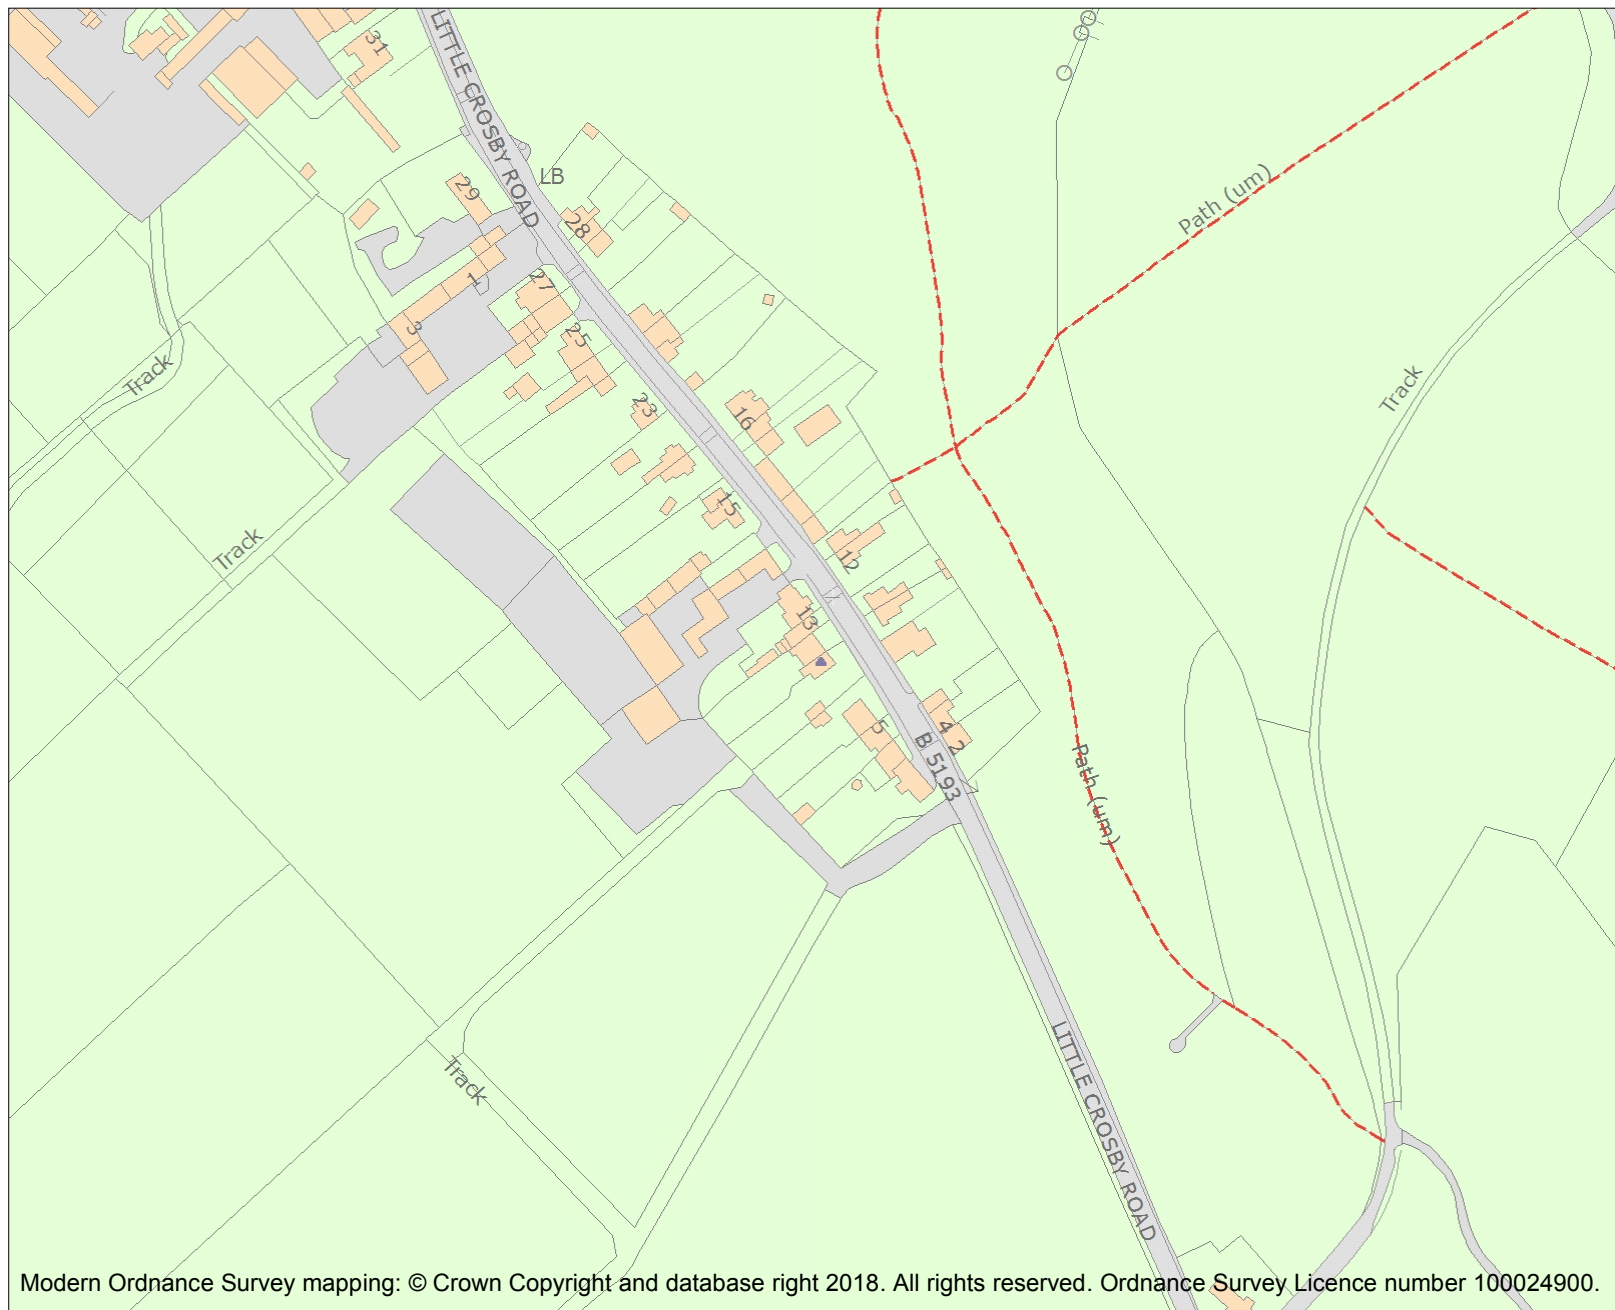 31
LITTLE CROSBY ROAD
LB
29
28
Path (um)
1
27
3
25
Track
Track
23
16
15
Track
12
13
5
4
2
B 5193
Path (um)
LITTLE CROSBY ROAD
Track
Modern Ordnance Survey mapping: © Crown Copyright and database right 2018. All rights reserved. Ordnance Survey Licence number 100024900.